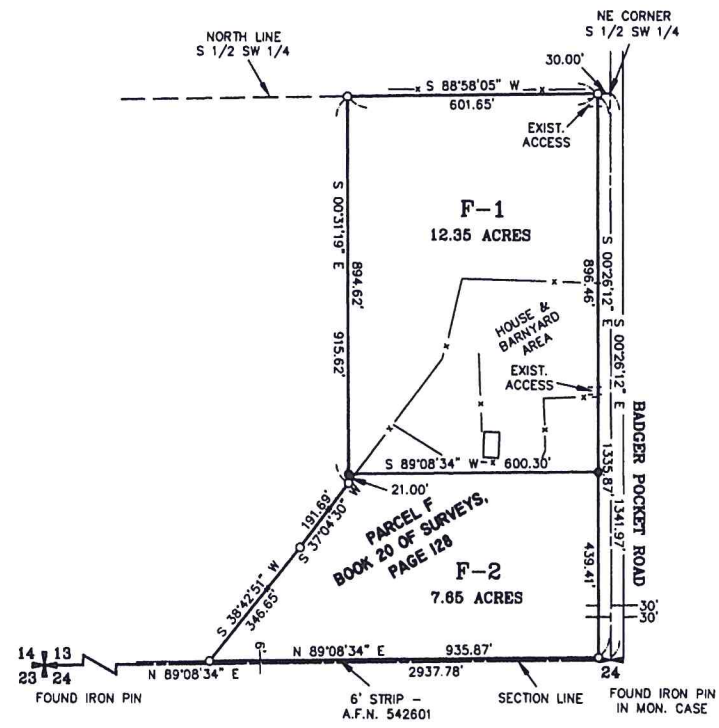 NE CORNER
S 1/2 SW 1/4
NORTH LINE
S 1/2 SW 1/4
30.00'
S 88°58'05" W
601.65'
EXIST.
ACCESS
F-1
12.35 ACRES
S 00°31'19" E
894.62'
915.62'
S 00°26'12" E
896.46'
S 00°26'12" E
HOUSE &
BARNYARD
AREA
EXIST.
ACCESS
BADGER POCKET ROAD
1335.87'
1341.97'
S 89°08'34" W
600.30'
21.00'
191.69'
S 37°04'30" W
PARCEL F
BOOK 20 OF SURVEYS,
PAGE 128
F-2
7.65 ACRES
439.41'
S 38°42'51" W
346.65'
30'
30'
14 13
23 24
N 89°08'34" E
6'
N 89°08'34" E
935.87'
2937.78'
24
FOUND IRON PIN
6' STRIP -
A.F.N. 542601
SECTION LINE
FOUND IRON PIN
IN MON. CASE